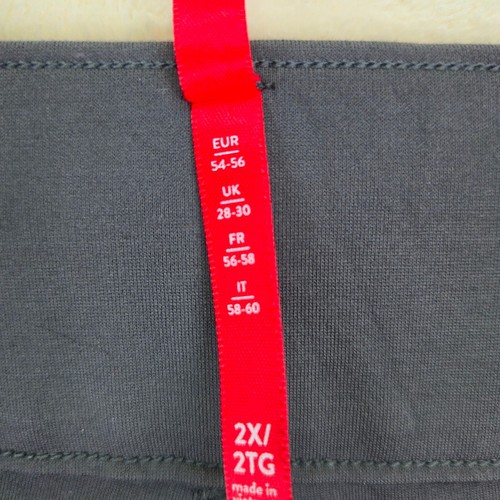 EUR
54-56
UK
28-30
FR
56-58
IT
58-60
2X/
2TG
made in